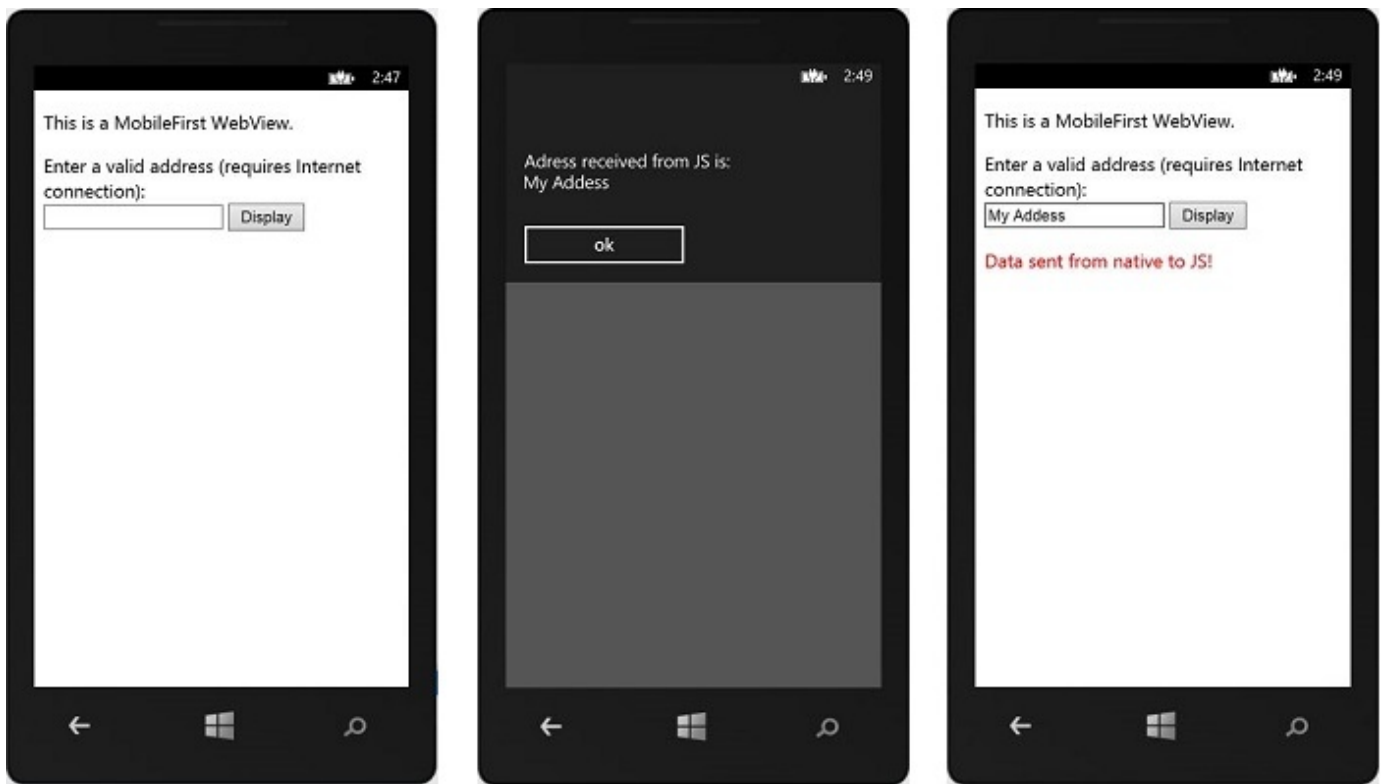 2:47
This is a MobileFirst WebView.
Enter a valid address (requires Internet
connection):
Display
2:49
Adress received from JS is:
My Addess
ok
2:49
This is a MobileFirst WebView.
Enter a valid address (requires Internet
connection):
My Addess Display
Data sent from native to JS!